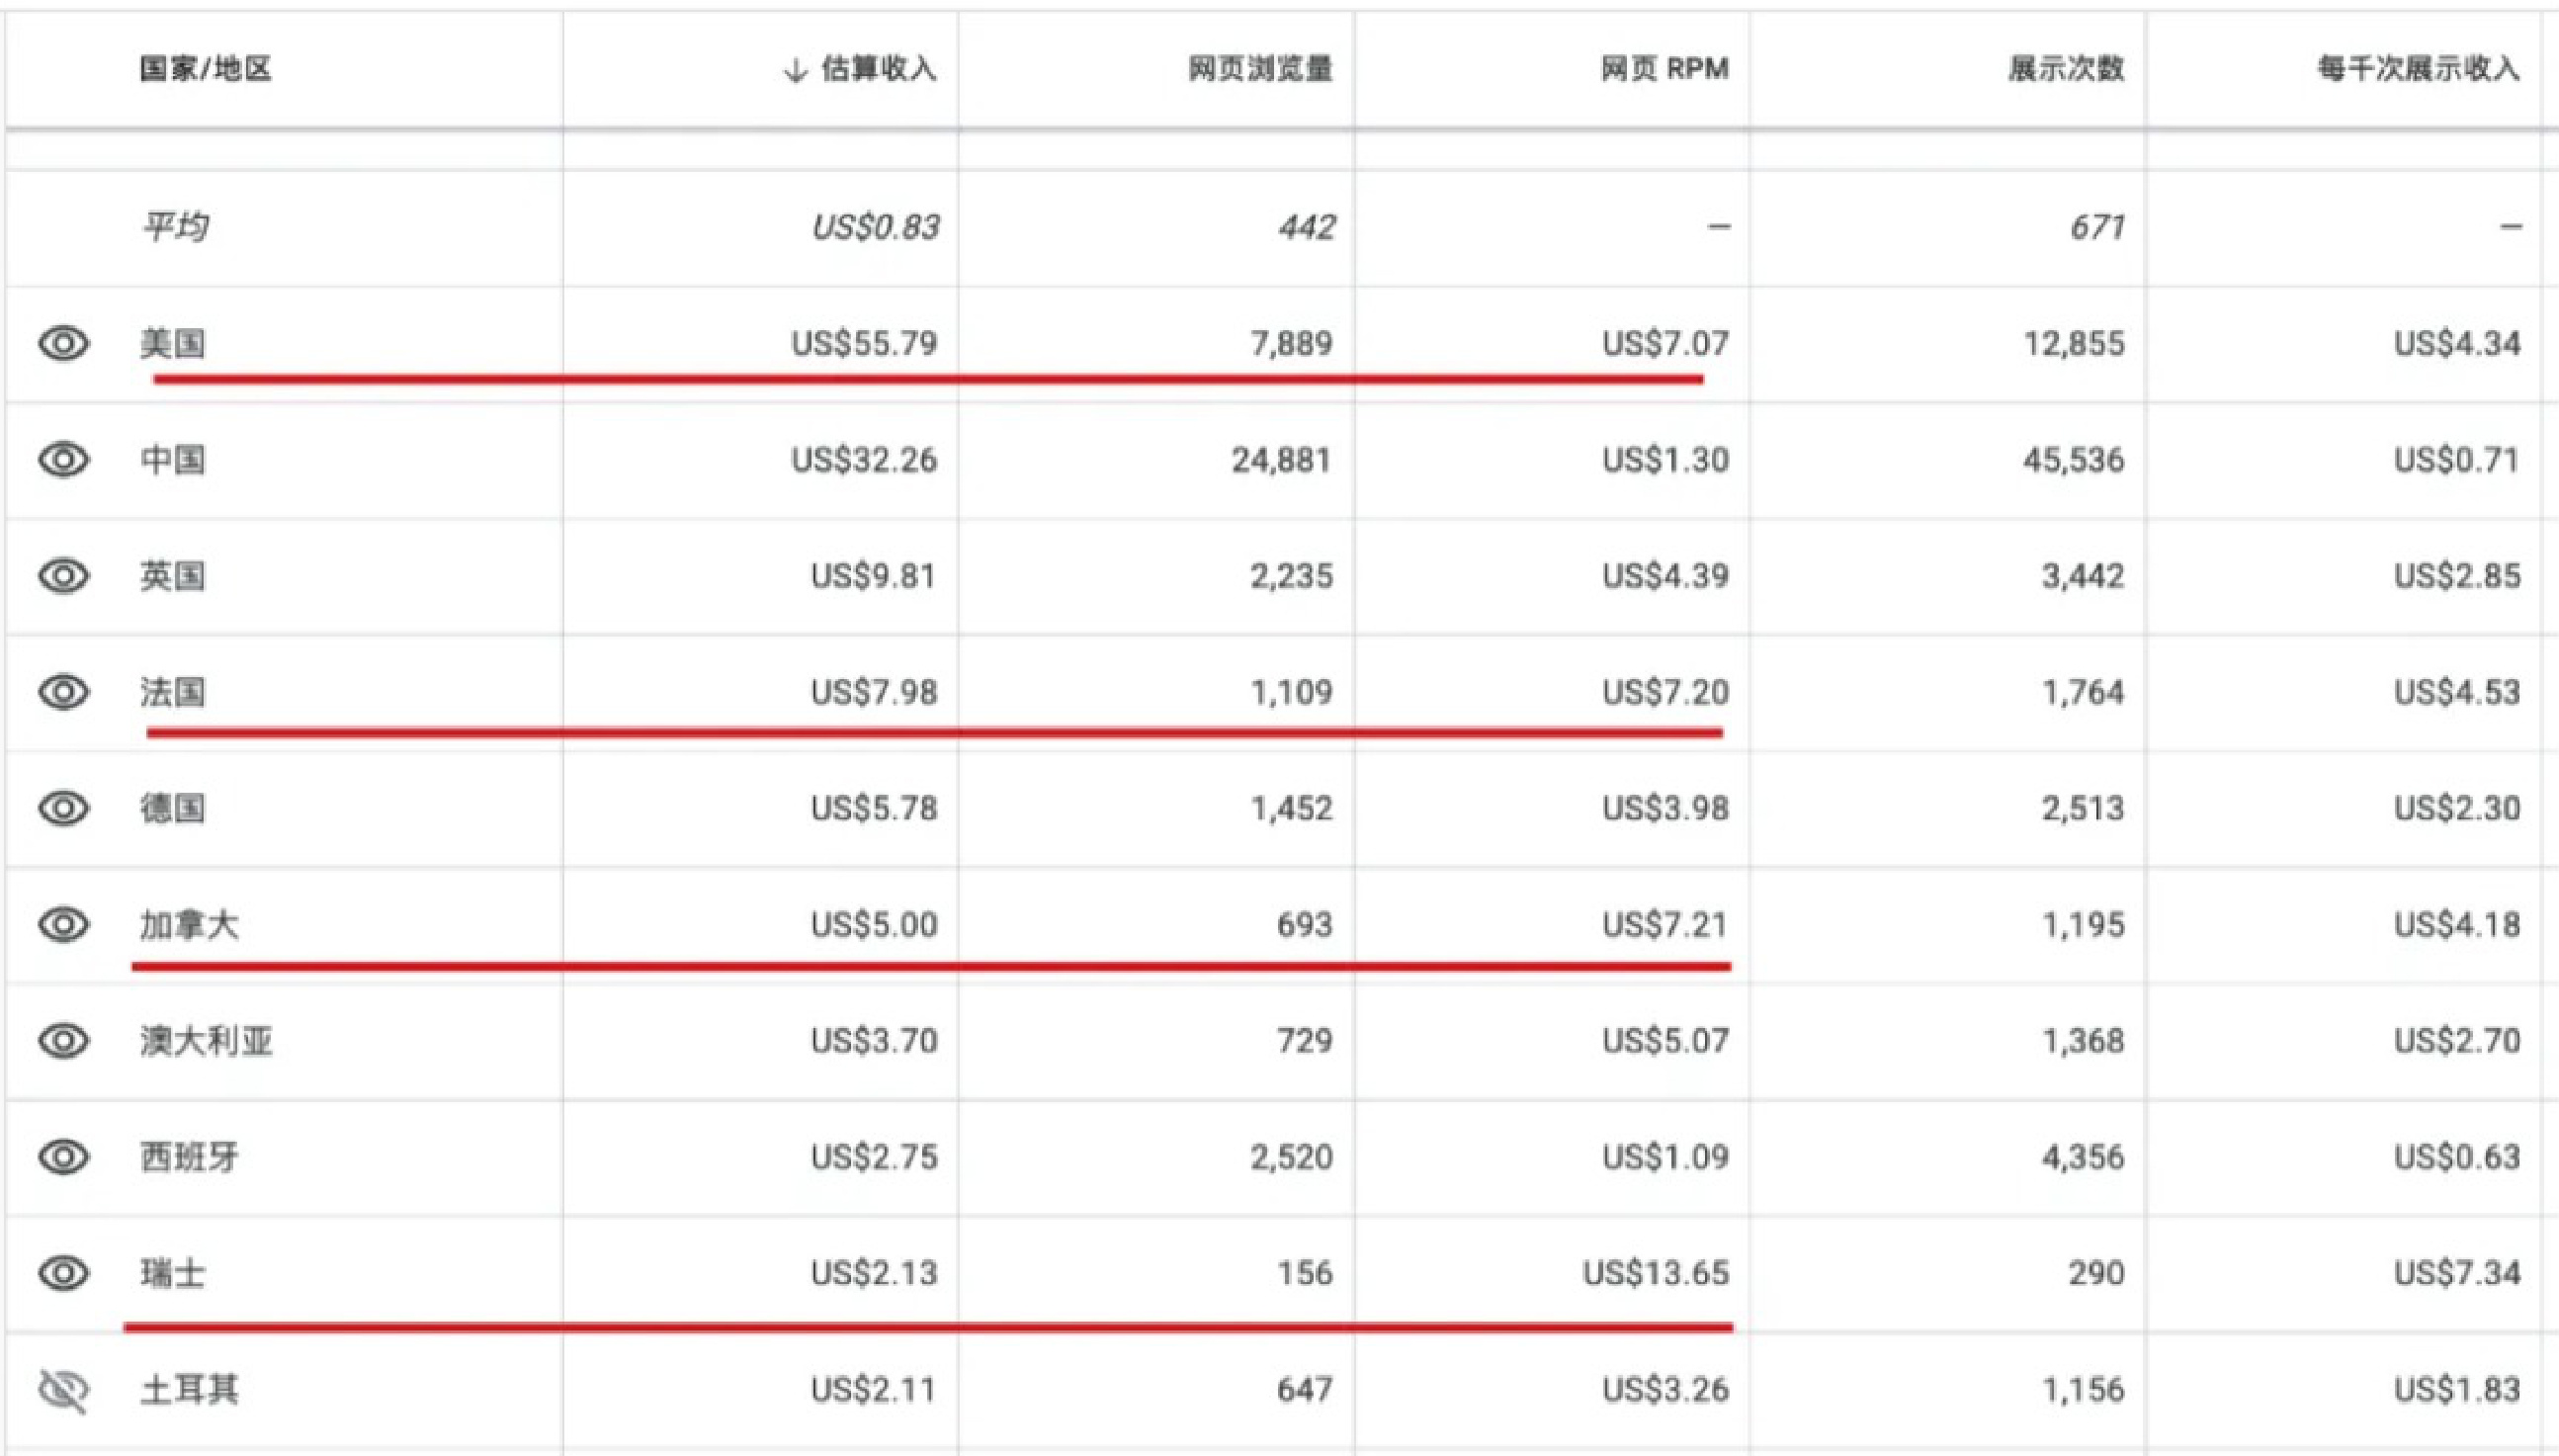 国家/地区 ↓ 估算收入 网页浏览量 网页 RPM 展示次数 每千次展示收入
平均 US$0.83 442 – 671 –
美国 US$55.79 7,889 US$7.07 12,855 US$4.34
中国 US$32.26 24,881 US$1.30 45,536 US$0.71
英国 US$9.81 2,235 US$4.39 3,442 US$2.85
法国 US$7.98 1,109 US$7.20 1,764 US$4.53
德国 US$5.78 1,452 US$3.98 2,513 US$2.30
加拿大 US$5.00 693 US$7.21 1,195 US$4.18
澳大利亚 US$3.70 729 US$5.07 1,368 US$2.70
西班牙 US$2.75 2,520 US$1.09 4,356 US$0.63
瑞士 US$2.13 156 US$13.65 290 US$7.34
土耳其 US$2.11 647 US$3.26 1,156 US$1.83